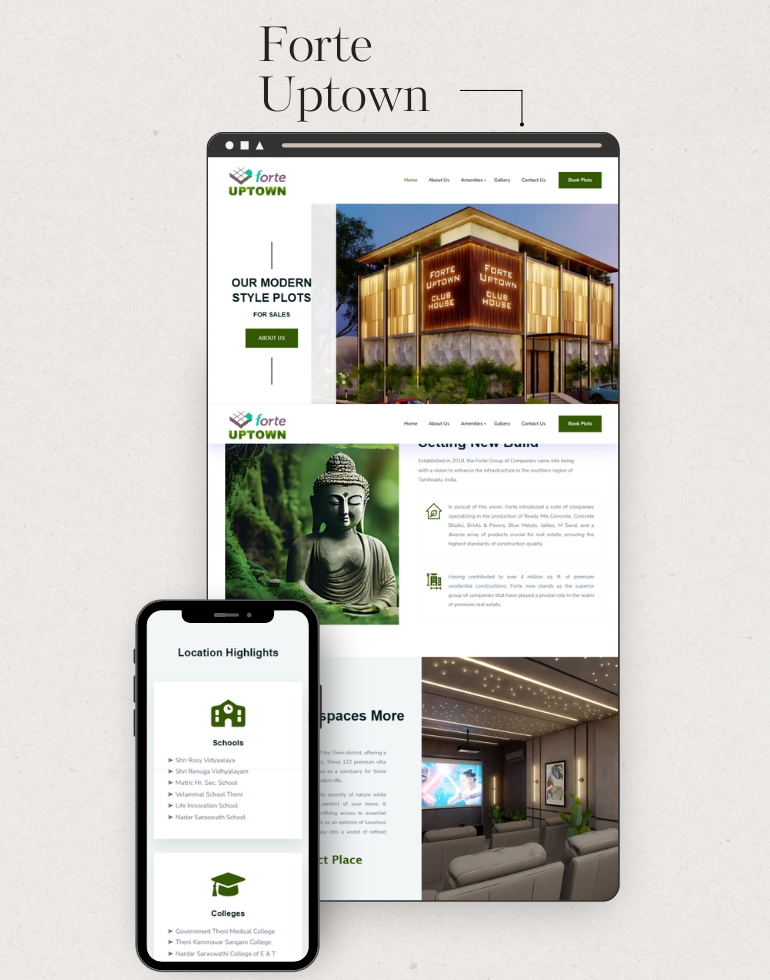 Forte
Uptown
forte
UPTOWN
Home About Us Amenities Gallery Contact Us Book Plots
OUR MODERN
STYLE PLOTS
FOR SALES
ABOUT US
FORTE
UPTOWN
CLUB
HOUSE
FORTE
UPTOWN
CLUB
HOUSE
forte
UPTOWN
Home About Us Amenities Gallery Contact Us Book Plots
Setting New Build
Established in 2018, the Forte Group of Companies came into being
with a vision to enhance the infrastructure in the southern region of
Tamilnadu, India.
In pursuit of this vision, Forte introduced a suite of companies
specializing in the production of Ready Mix Concrete, Concrete
Blocks, Bricks & Pavers, Blue Metals, Jallies, M Sand, and a
diverse array of products crucial for real estate, ensuring the
highest standards of construction quality.
Having contributed to over 4 million sq. ft. of premium
residential constructions, Forte now stands as the superior
group of companies that have played a pivotal role in the realm
of premium real estate.
spaces More
f the Theni district, offering a
y. These 122 premium villa
ve as a sanctuary for those
dern life.
he serenity of nature while
comfort of your home. It
ofitising access to essential
e as an epitome of luxurious
ape into a world of refined
ct Place
Location Highlights
Schools
➤ Shri Rosy Vidyaalaya
➤ Shri Renuga Vidhyalayam
➤ Matric Hr. Sec. School
➤ Velammal School Theni
➤ Life Innovation School
➤ Nadar Saraswath School
Colleges
➤ Government Theni Medical College
➤ Theni Kammavar Sangam College
➤ Nardar Saraswathi College of E & T